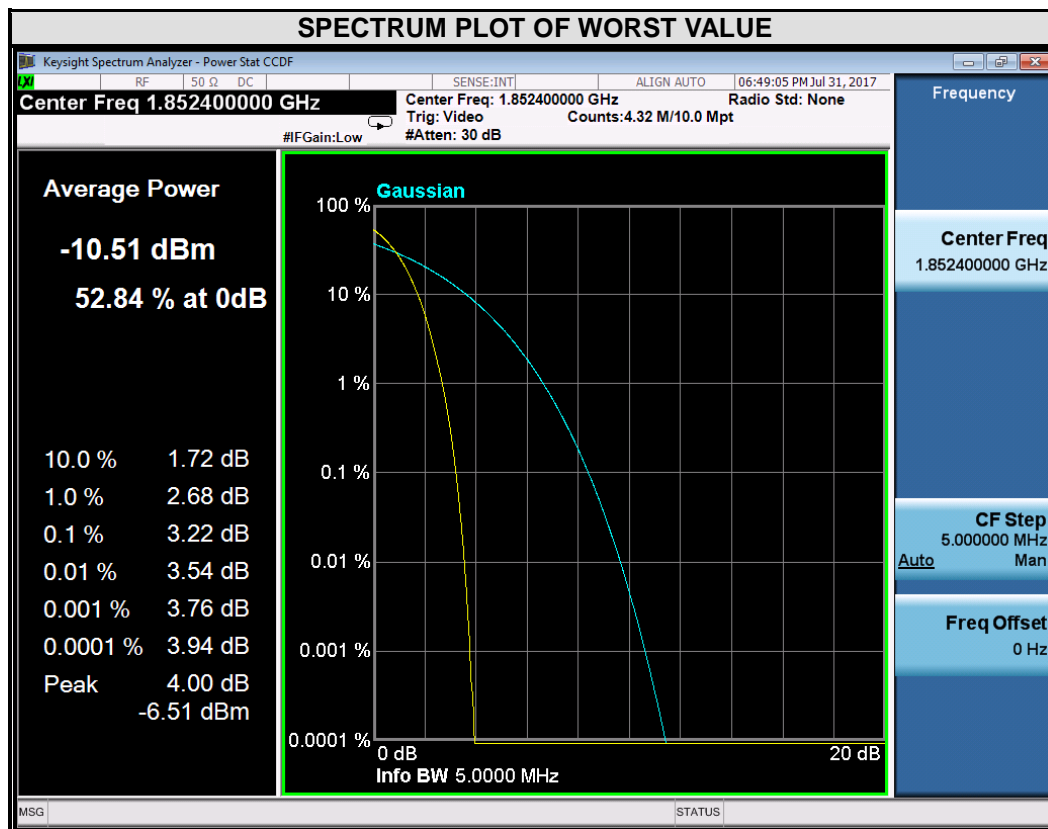 SPECTRUM PLOT OF WORST VALUE
Keysight Spectrum Analyzer - Power Stat CCDF
LXI RF 50 Ω DC SENSE:INT ALIGN AUTO 06:49:05 PM Jul 31, 2017
Center Freq 1.852400000 GHz
Center Freq: 1.852400000 GHz Radio Std: None
Trig: Video Counts:4.32 M/10.0 Mpt
#IFGain:Low #Atten: 30 dB
Average Power
-10.51 dBm
52.84 % at 0dB
10.0 % 1.72 dB
1.0 % 2.68 dB
0.1 % 3.22 dB
0.01 % 3.54 dB
0.001 % 3.76 dB
0.0001 % 3.94 dB
Peak 4.00 dB
-6.51 dBm
Gaussian
100 %
10 %
1 %
0.1 %
0.01 %
0.001 %
0.0001 %
0 dB 20 dB
Info BW 5.0000 MHz
Frequency
Center Freq
1.852400000 GHz
CF Step
5.000000 MHz
Auto Man
Freq Offset
0 Hz
MSG STATUS